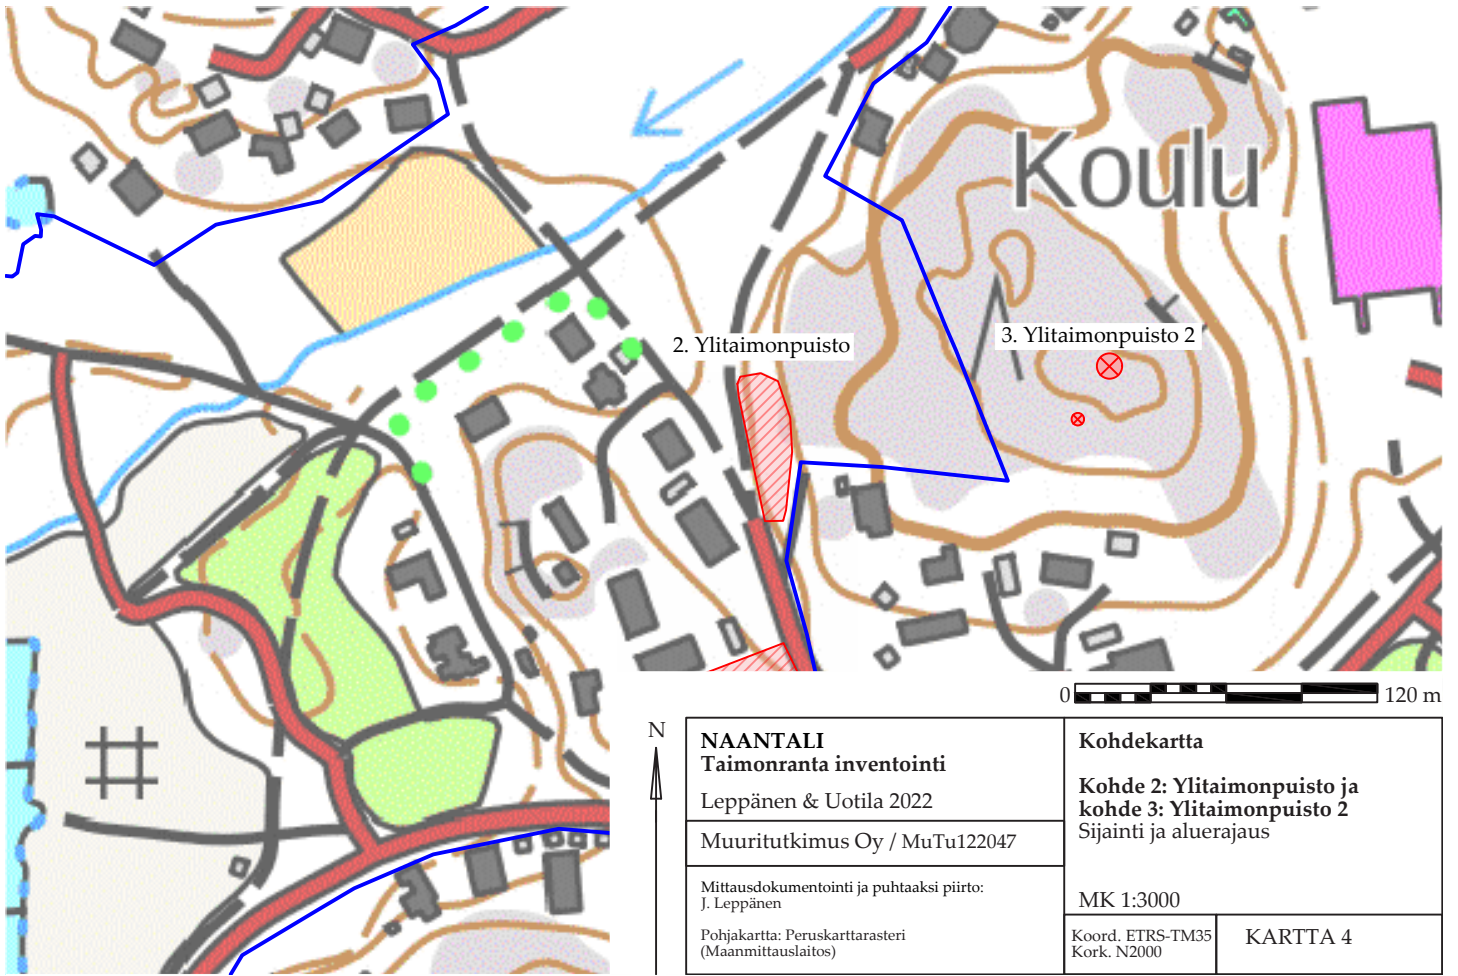 Koulu
2. Ylitaimonpuisto
3. Ylitaimonpuisto 2
0
120 m
N
NAANTALI
Taimonranta inventointi
Leppänen & Uotila 2022
Muuritutkimus Oy / MuTu122047
Mittausdokumentointi ja puhtaaksi piirto:
J. Leppänen
Pohjakartta: Peruskarttarasteri
(Maanmittauslaitos)
Kohdekartta
Kohde 2: Ylitaimonpuisto ja
kohde 3: Ylitaimonpuisto 2
Sijainti ja aluerajaus
MK 1:3000
Koord. ETRS-TM35
Kork. N2000
KARTTA 4